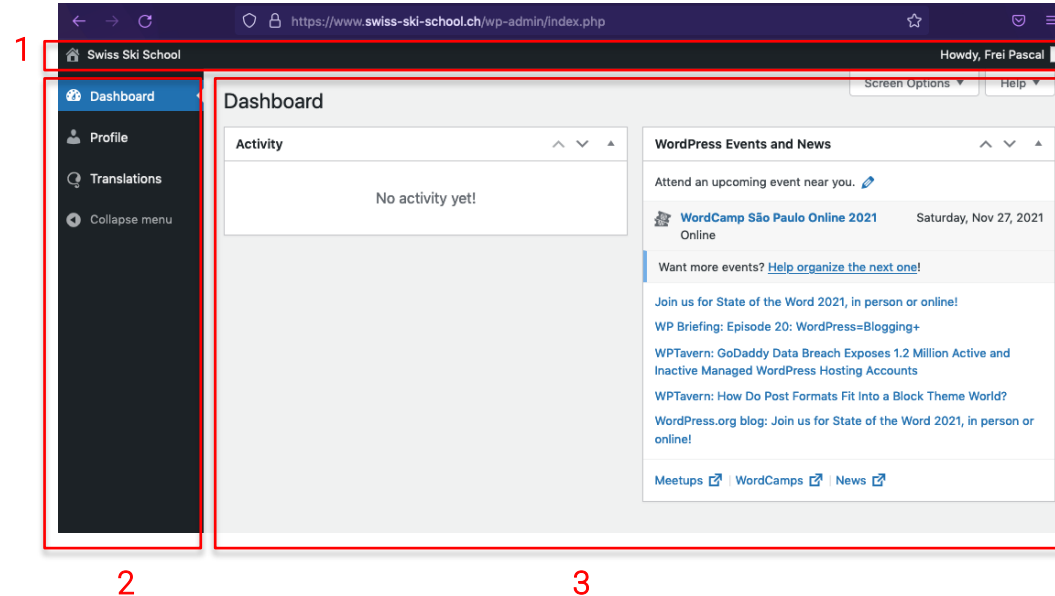 https://www.swiss-ski-school.ch/wp-admin/index.php
1
Swiss Ski School
Howdy, Frei Pascal
Dashboard
Profile
Translations
Collapse menu
Screen Options
Help
Dashboard
Activity
No activity yet!
WordPress Events and News
Attend an upcoming event near you.
WordCamp São Paulo Online 2021 Saturday, Nov 27, 2021
Online
Want more events? Help organize the next one!
Join us for State of the Word 2021, in person or online!
WP Briefing: Episode 20: WordPress=Blogging+
WPTavern: GoDaddy Data Breach Exposes 1.2 Million Active and
Inactive Managed WordPress Hosting Accounts
WPTavern: How Do Post Formats Fit Into a Block Theme World?
WordPress.org blog: Join us for State of the Word 2021, in person or
online!
Meetups | WordCamps | News
2
3